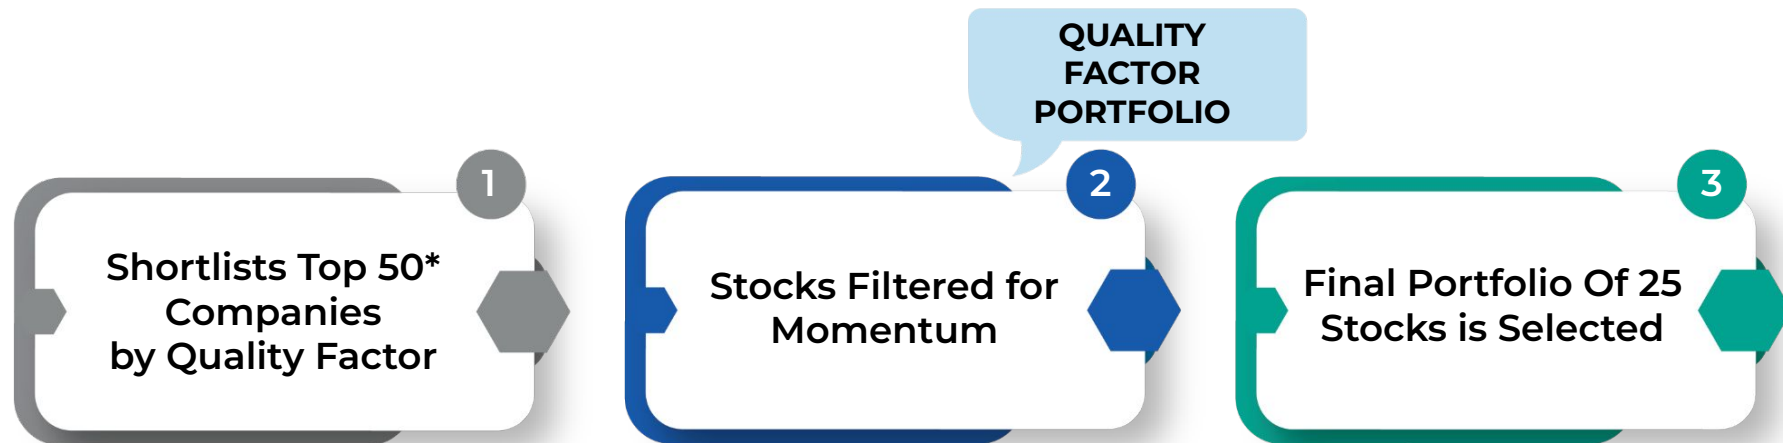 QUALITY
FACTOR
PORTFOLIO
1
Shortlists Top 50*
Companies
by Quality Factor
2
Stocks Filtered for
Momentum
3
Final Portfolio Of 25
Stocks is Selected